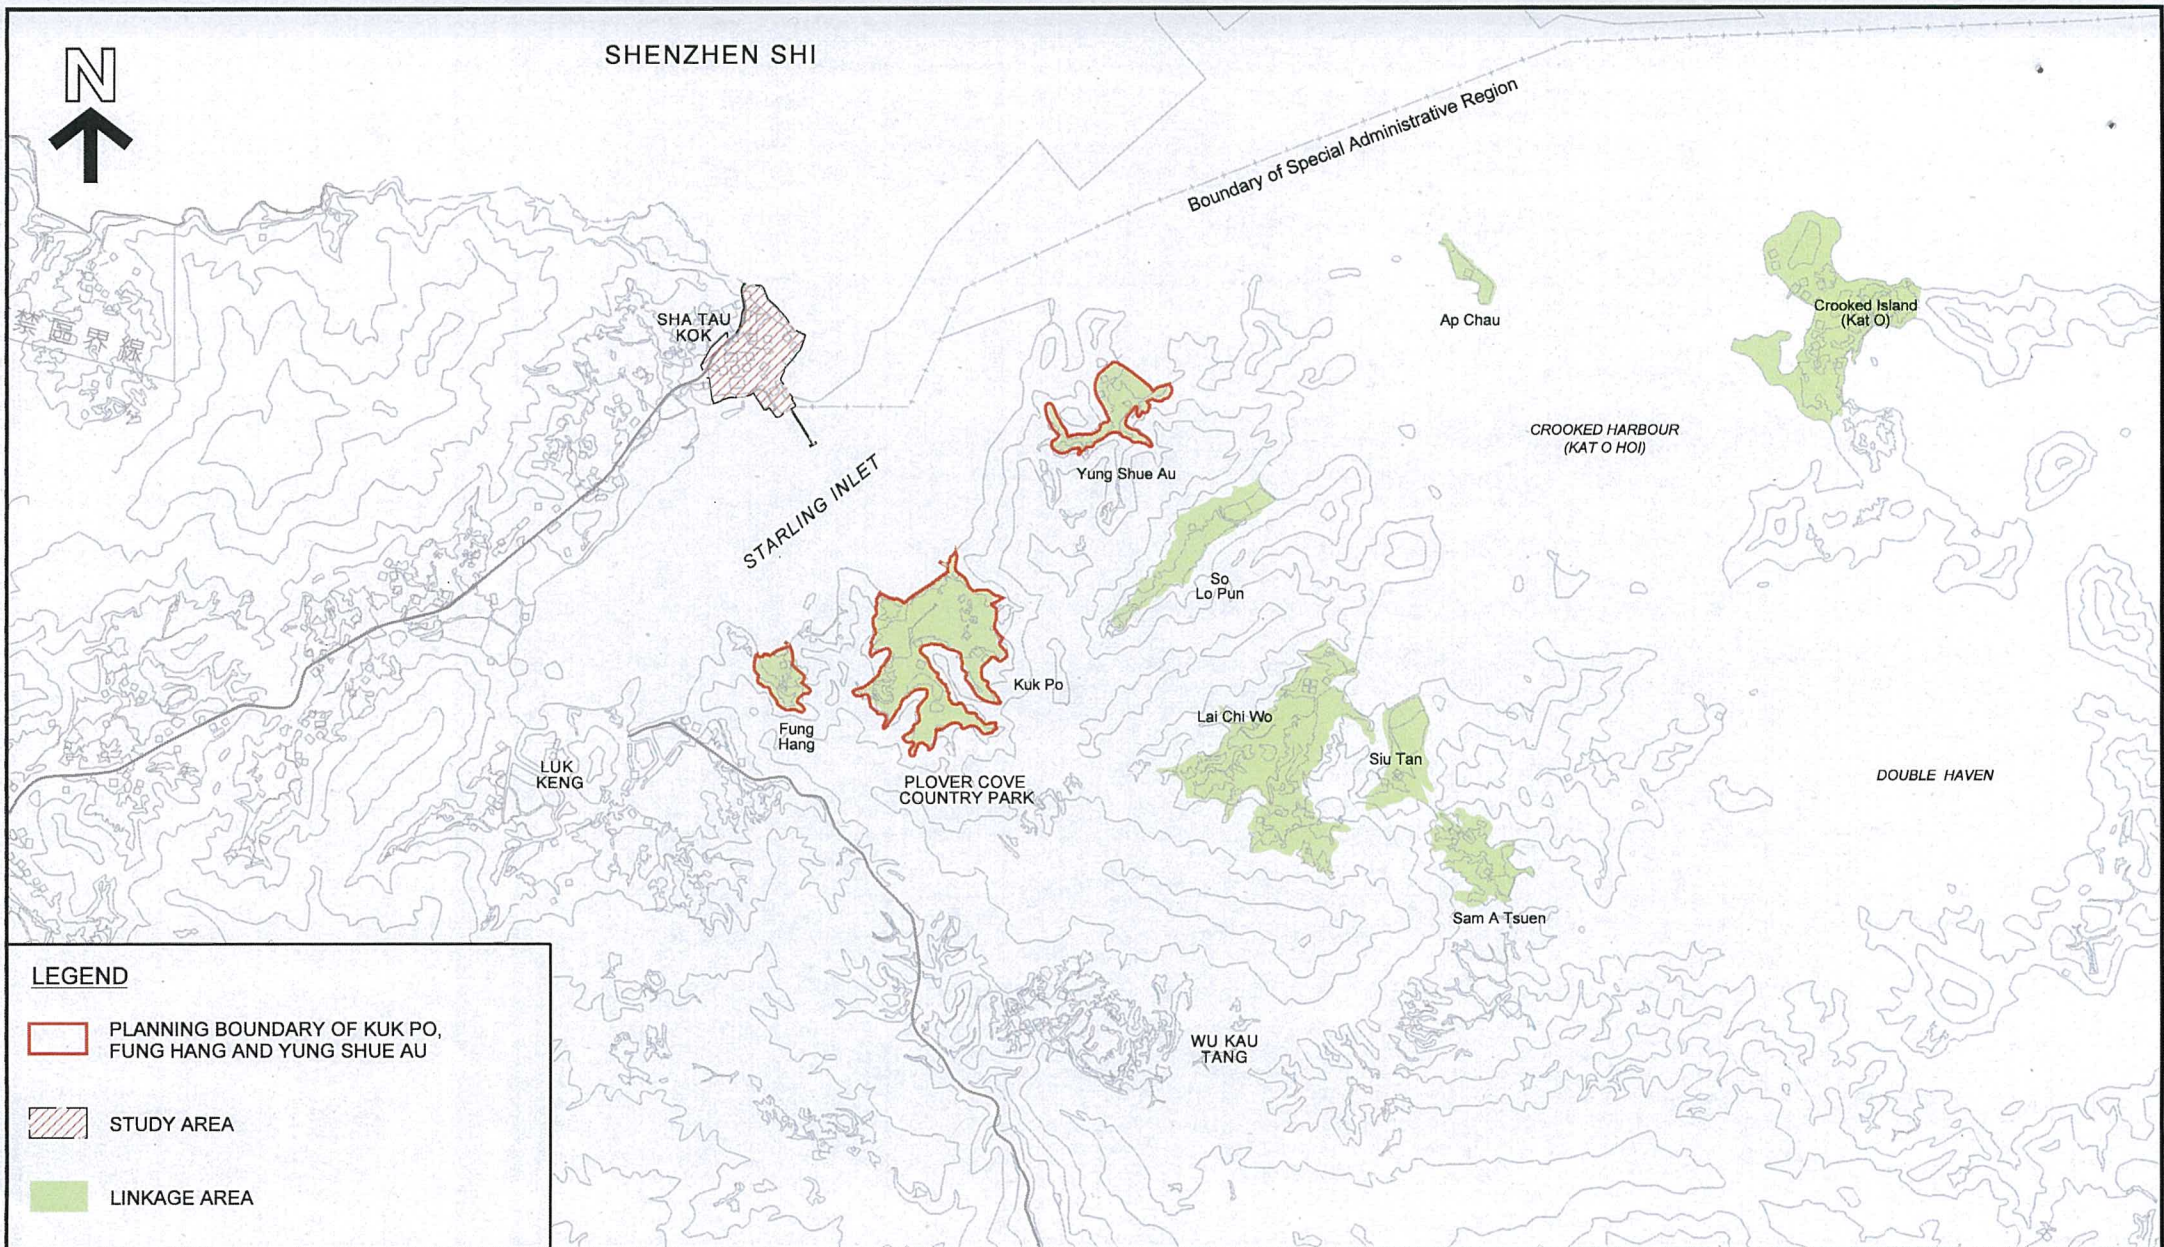 N
SHENZHEN SHI
Boundary of Special Administrative Region
禁區界線
SHA TAU
KOK
Ap Chau
Crooked Island
(Kat O)
CROOKED HARBOUR
(KAT O HOI)
Yung Shue Au
STARLING INLET
So
Lo Pun
Kuk Po
Lai Chi Wo
Fung
Hang
Siu Tan
LUK
KENG
PLOVER COVE
COUNTRY PARK
DOUBLE HAVEN
Sam A Tsuen
WU KAU
TANG
LEGEND
PLANNING BOUNDARY OF KUK PO,
FUNG HANG AND YUNG SHUE AU
STUDY AREA
LINKAGE AREA